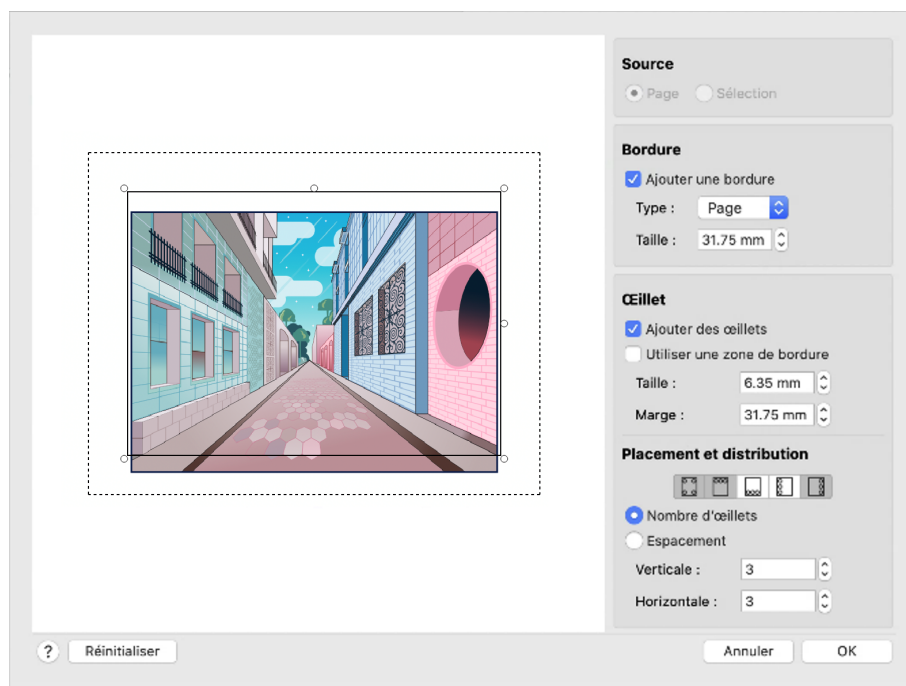 Source
Page Sélection
Bordure
Ajouter une bordure
Type : Page
Taille : 31.75 mm
Œillet
Ajouter des œillets
Utiliser une zone de bordure
Taille : 6.35 mm
Marge : 31.75 mm
Placement et distribution
Nombre d'œillets
Espacement
Verticale : 3
Horizontale : 3
? Réinitialiser Annuler OK